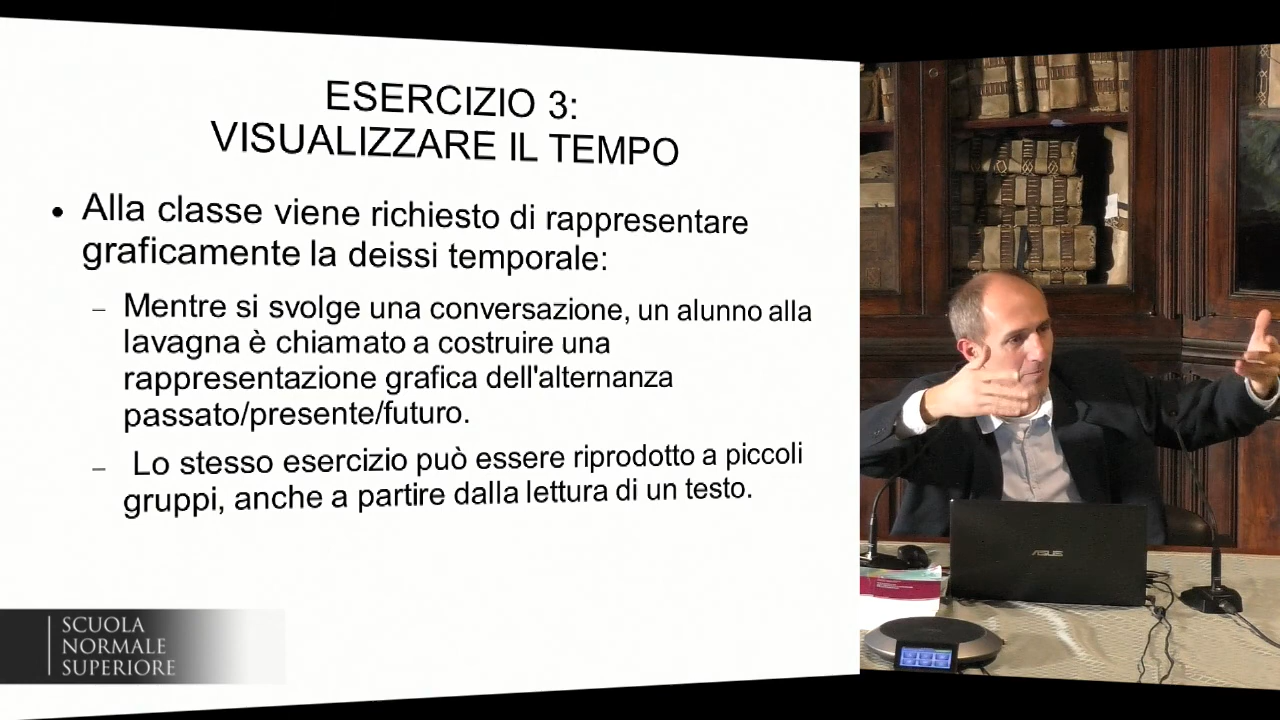 ESERCIZIO 3:
VISUALIZZARE IL TEMPO
• Alla classe viene richiesto di rappresentare
graficamente la deissi temporale:
– Mentre si svolge una conversazione, un alunno alla
lavagna è chiamato a costruire una
rappresentazione grafica dell'alternanza
passato/presente/futuro.
– Lo stesso esercizio può essere riprodotto a piccoli
gruppi, anche a partire dalla lettura di un testo.
SCUOLA
NORMALE
SUPERIORE
ASUS